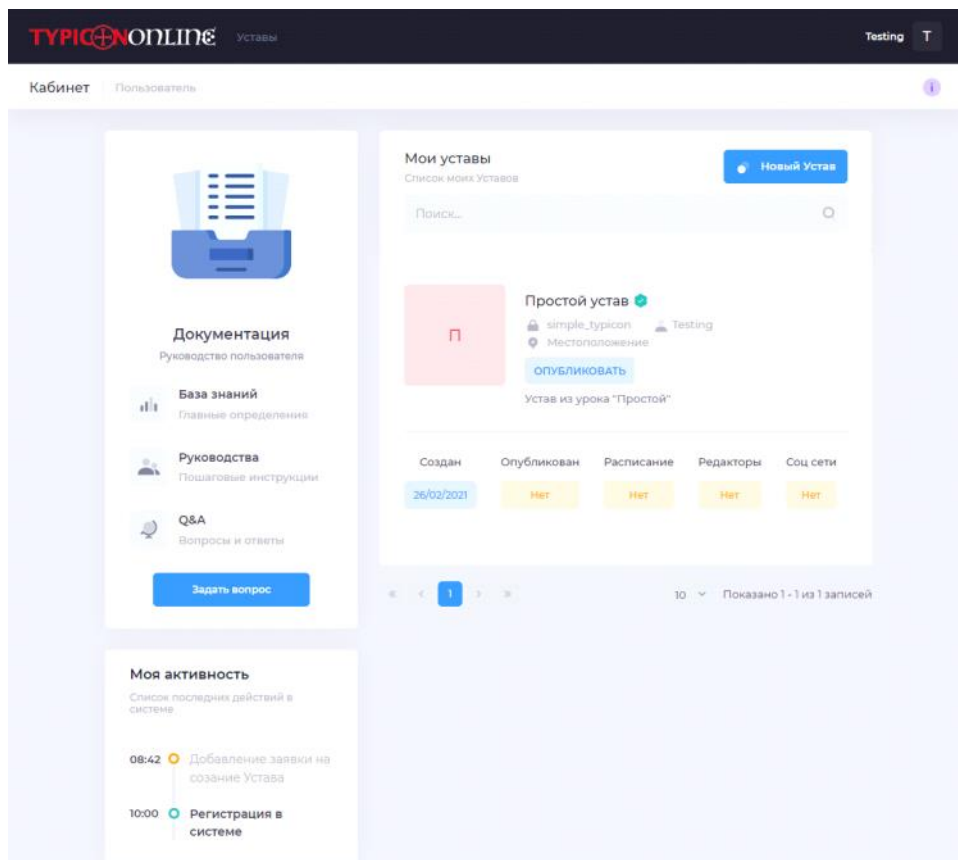 TYPICONONLINE Уставы Testing T
Кабинет Пользователь i
Документация
Руководство пользователя
База знаний
Главные определения
Руководства
Пошаговые инструкции
Q&A
Вопросы и ответы
Задать вопрос
Моя активность
Список последних действий в
системе
08:42 Добавление заявки на
созание Устава
10:00 Регистрация в
системе
Мои уставы
Список моих Уставов
Новый Устав
Поиск...
П
Простой устав
simple_typicon Testing
Местоположение
ОПУБЛИКОВАТЬ
Устав из урока "Простой"
Создан Опубликован Расписание Редакторы Соц сети
26/02/2021 Нет Нет Нет Нет
« ‹ 1 › »
10 Показано 1 - 1 из 1 записей